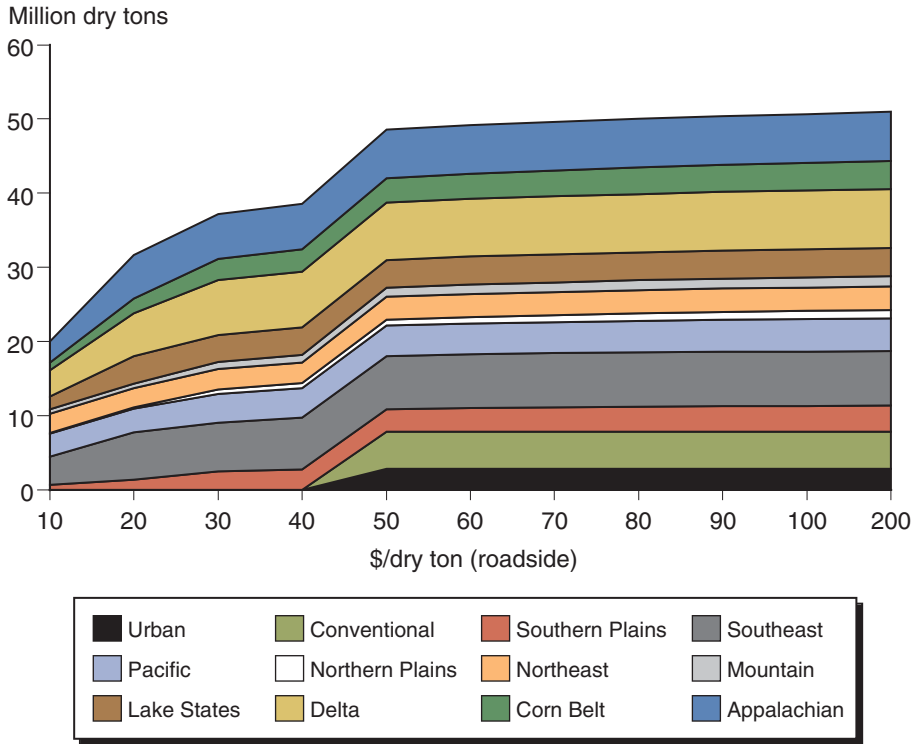 Million dry tons
60
50
40
30
20
10
0
10 20 30 40 50 60 70 80 90 100 200
$/dry ton (roadside)
Urban Conventional Southern Plains Southeast
Pacific Northern Plains Northeast Mountain
Lake States Delta Corn Belt Appalachian